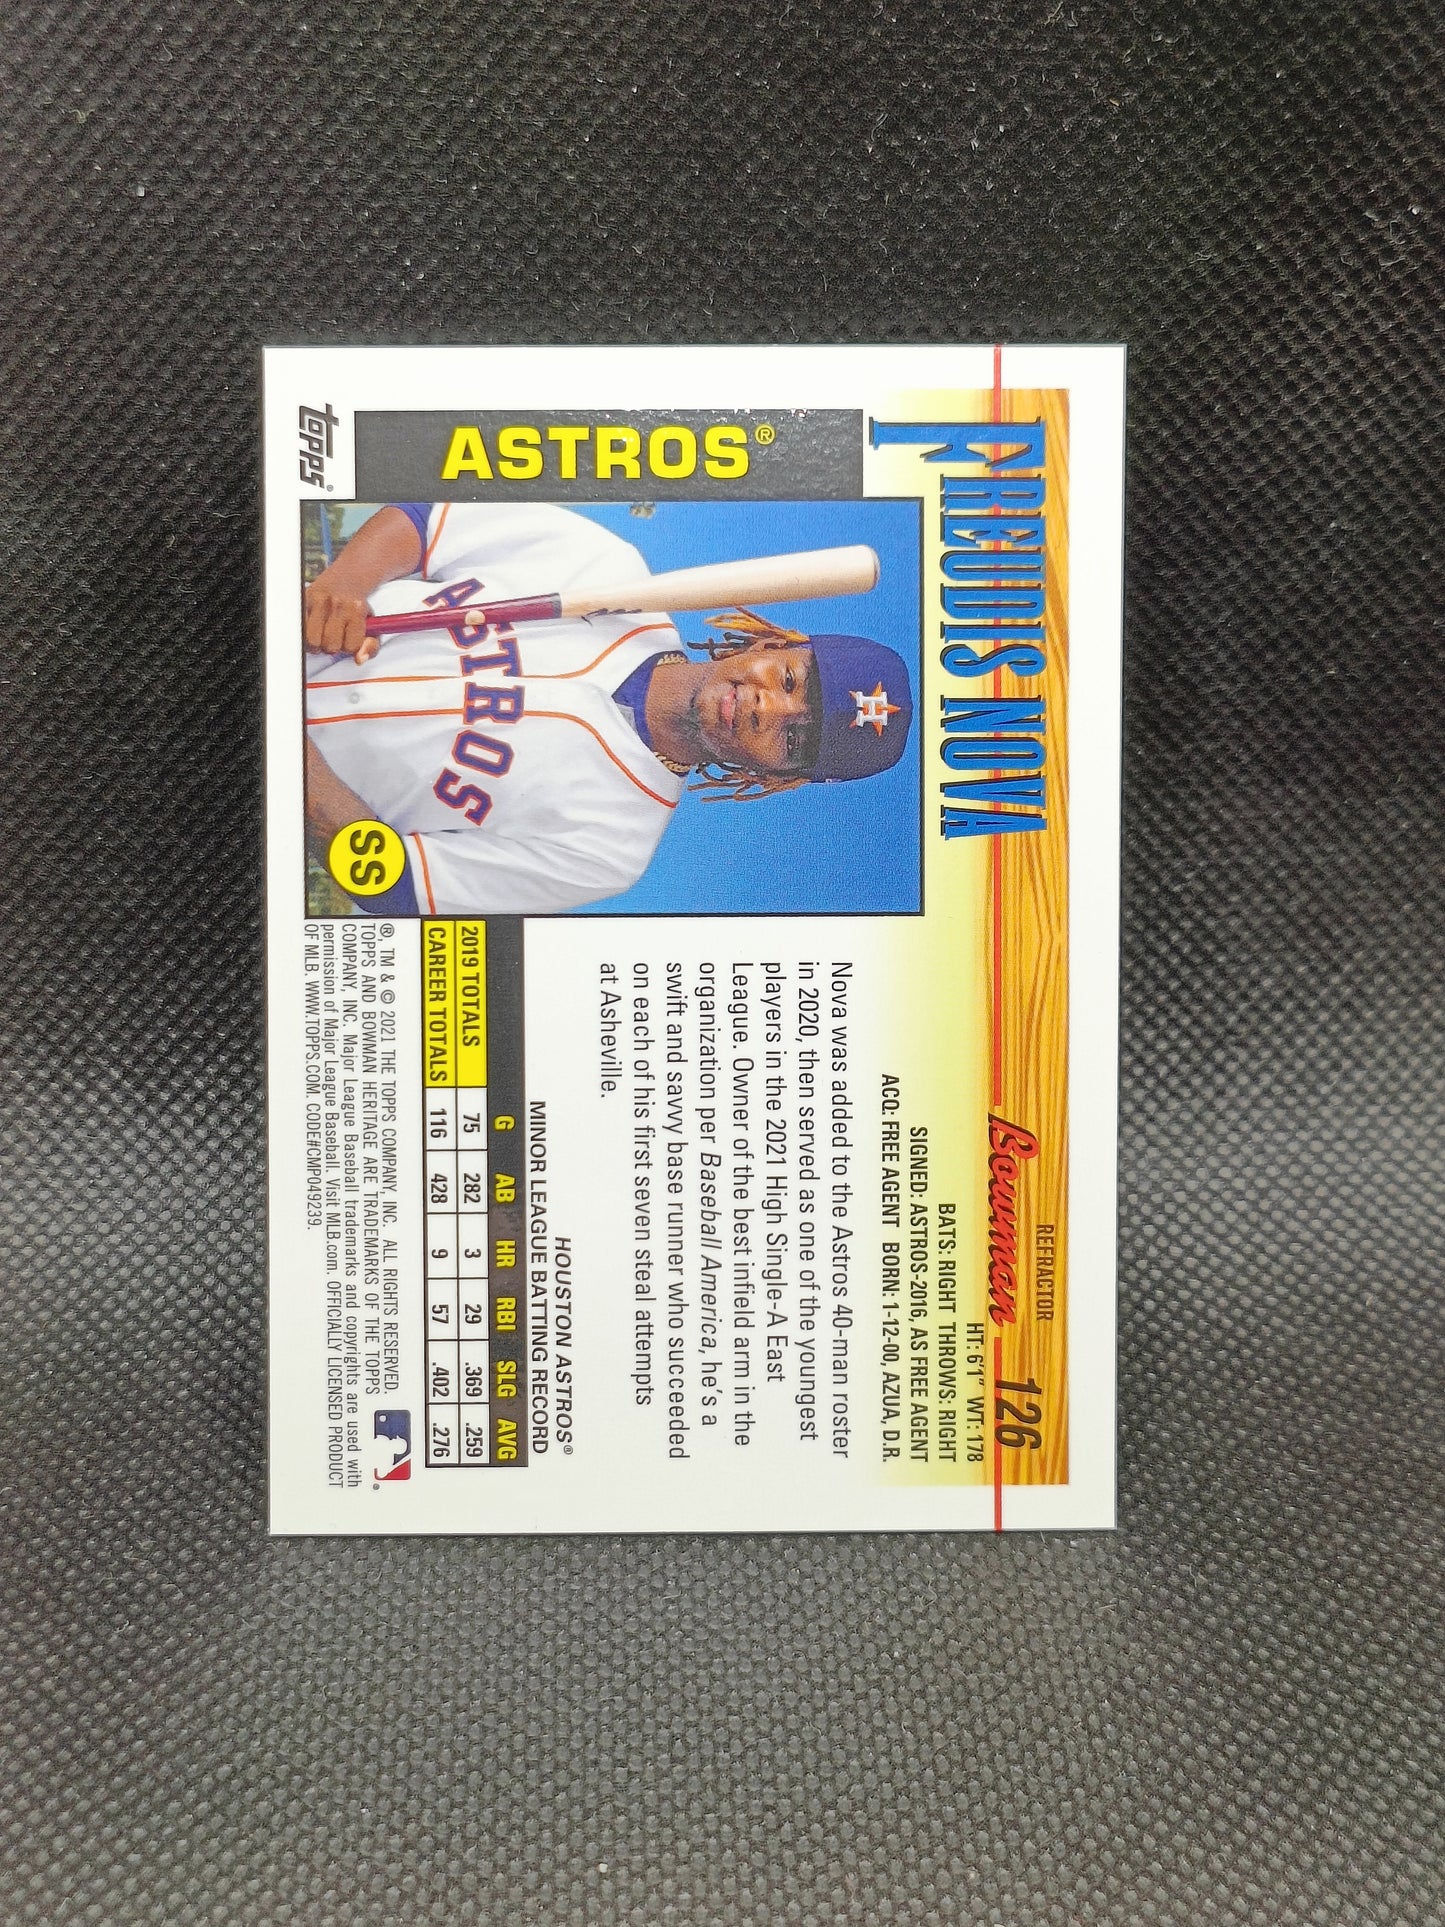 FREUDIS NOVA
Bowman
REFRACTOR
126
HT: 6'1" WT: 178
BATS: RIGHT THROWS: RIGHT
SIGNED: ASTROS-2016, AS FREE AGENT
ACQ: FREE AGENT BORN: 1-12-00, AZUA, D.R.
ASTROS®
H
ASTROS
SS
topps®
Nova was added to the Astros 40-man roster
in 2020, then served as one of the youngest
players in the 2021 High Single-A East
League. Owner of the best infield arm in the
organization per Baseball America, he's a
swift and savvy base runner who succeeded
on each of his first seven steal attempts
at Asheville.
HOUSTON ASTROS®
MINOR LEAGUE BATTING RECORD
G AB HR RBI SLG AVG
2019 TOTALS 75 282 3 29 .369 .259
CAREER TOTALS 116 428 9 57 .402 .276
®, TM & © 2021 THE TOPPS COMPANY, INC. ALL RIGHTS RESERVED.
TOPPS AND BOWMAN HERITAGE ARE TRADEMARKS OF THE TOPPS
COMPANY, INC. Major League Baseball trademarks and copyrights are used with
permission of Major League Baseball. Visit MLB.com. OFFICIALLY LICENSED PRODUCT
OF MLB. WWW.TOPPS.COM. CODE#CMP049239.